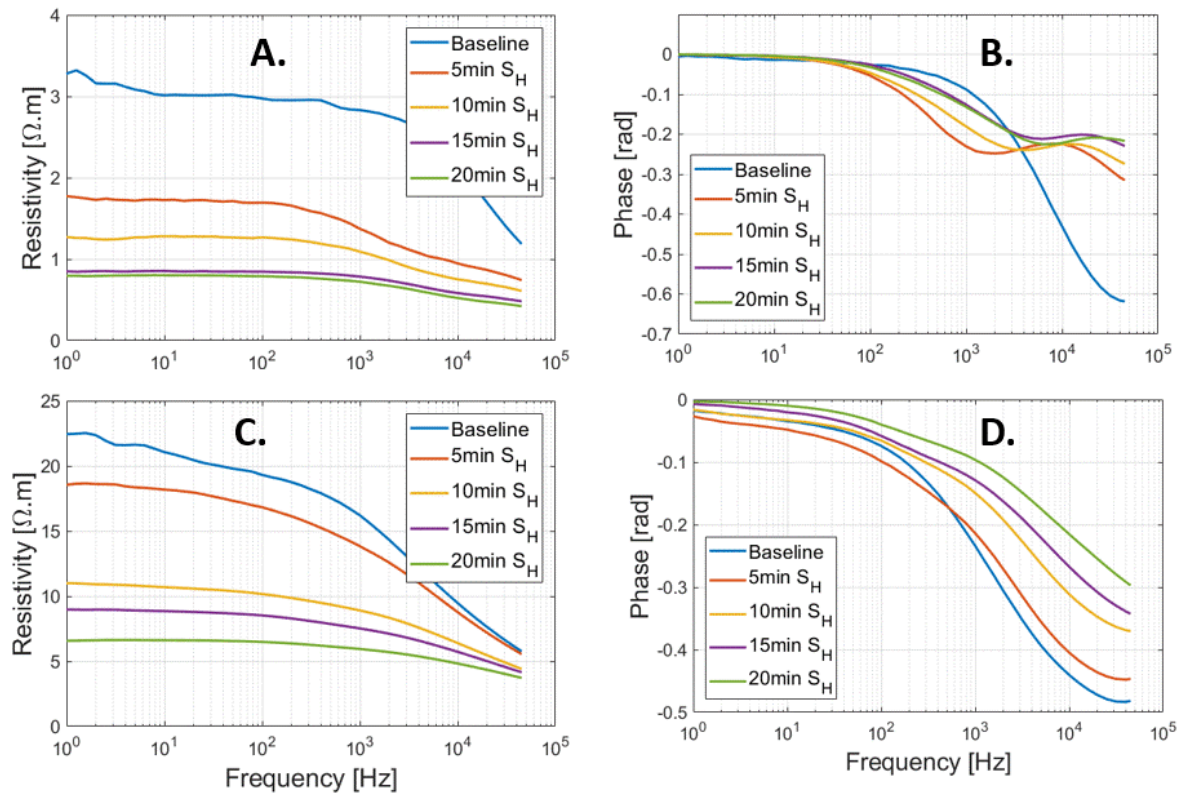 A.
Resistivity [Ω.m]
4
3
2
1
0
10^0 10^1 10^2 10^3 10^4 10^5
Baseline
5min S_H
10min S_H
15min S_H
20min S_H
B.
Phase [rad]
0
-0.1
-0.2
-0.3
-0.4
-0.5
-0.6
-0.7
10^0 10^1 10^2 10^3 10^4 10^5
Baseline
5min S_H
10min S_H
15min S_H
20min S_H
C.
Resistivity [Ω.m]
25
20
15
10
5
0
10^0 10^1 10^2 10^3 10^4 10^5
Frequency [Hz]
Baseline
5min S_H
10min S_H
15min S_H
20min S_H
D.
Phase [rad]
0
-0.1
-0.2
-0.3
-0.4
-0.5
10^0 10^1 10^2 10^3 10^4 10^5
Frequency [Hz]
Baseline
5min S_H
10min S_H
15min S_H
20min S_H